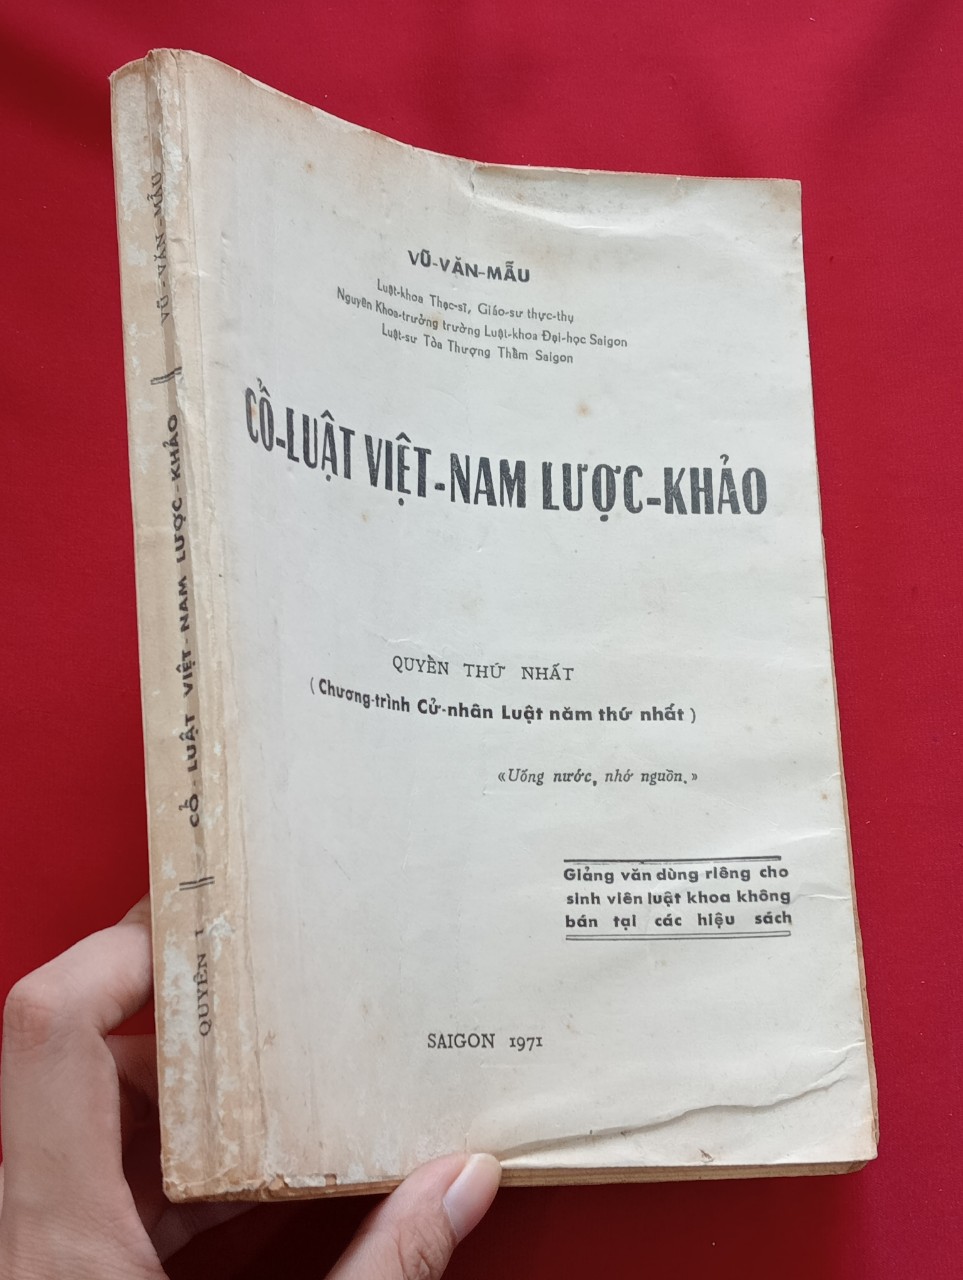 VŨ-VĂN-MẪU
Luật-khoa Thạc-sĩ, Giáo-sư thực-thụ
Nguyên Khoa-trưởng trường Luật-khoa Đại-học Saigon
Luật-sư Tòa Thượng Thẩm Saigon
CỔ-LUẬT VIỆT-NAM LƯỢC-KHẢO
QUYỀN THỨ NHẤT
(Chương-trình Cử-nhân Luật năm thứ nhất)
«Uống nước, nhớ nguồn.»
Giảng văn dùng riêng cho
sinh viên luật khoa không
bán tại các hiệu sách
SAIGON 1971
QUYỀN I || CỔ-LUẬT VIỆT-NAM LƯỢC-KHẢO || VŨ-VĂN-MẪU